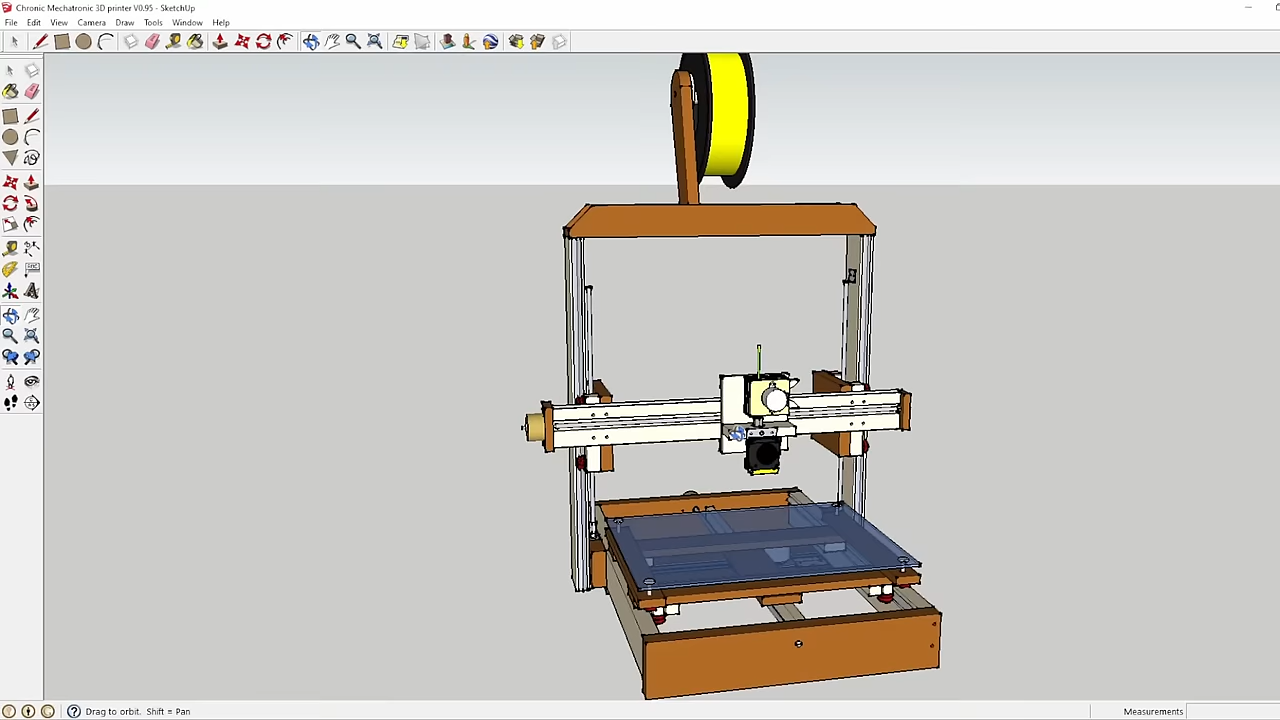 Chronic Mechatronic 3D printer V0.95 - SketchUp
File Edit View Camera Draw Tools Window Help
Drag to orbit. Shift = Pan
Measurements